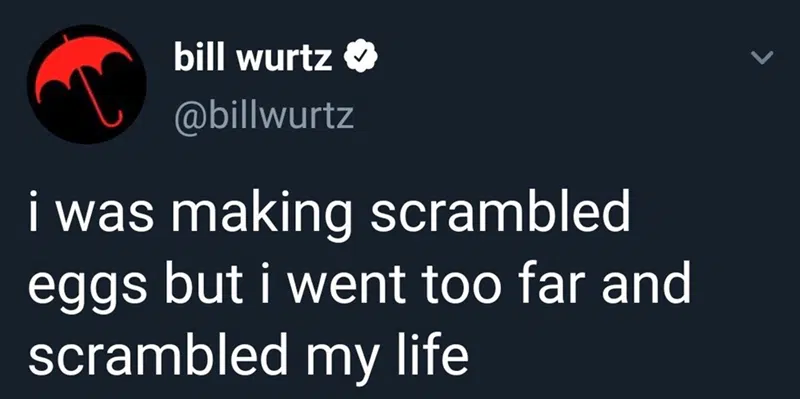 bill wurtz
@billwurtz
i was making scrambled
eggs but i went too far and
scrambled my life